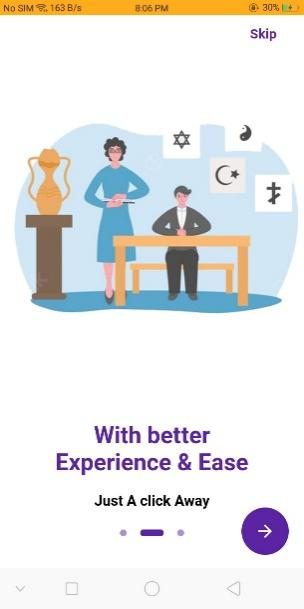 No SIM 163 B/s 8:06 PM 30%
Skip
With better
Experience & Ease
Just A click Away